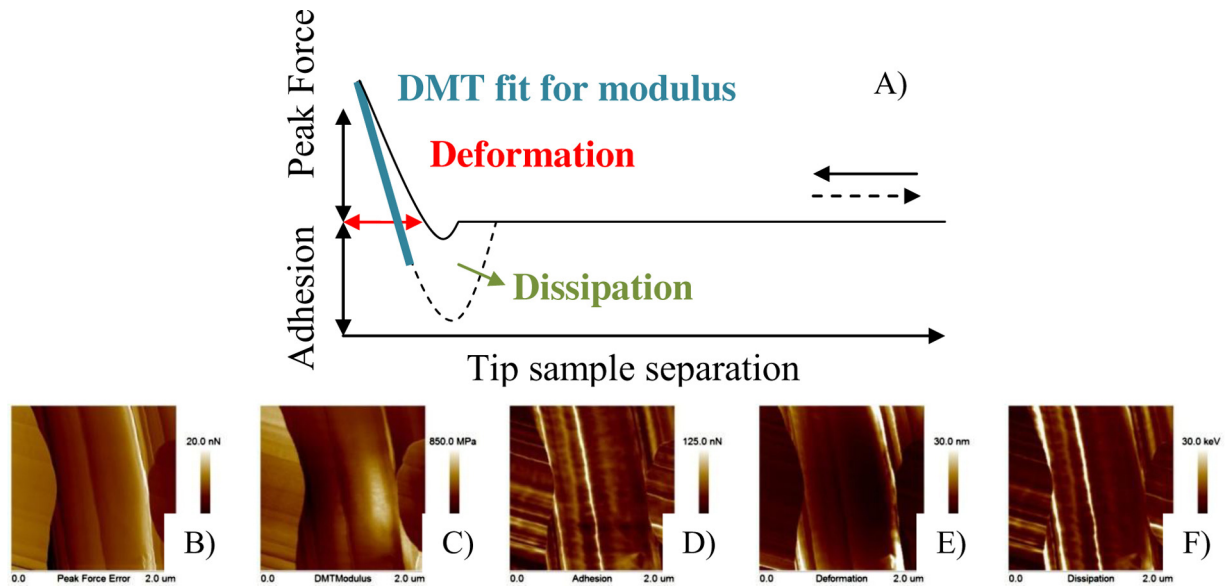 Peak Force
DMT fit for modulus
A)
Deformation
Adhesion
Dissipation
Tip sample separation
20.0 nN
B)
0.0 Peak Force Error 2.0 um
850.0 MPa
C)
0.0 DMTModulus 2.0 um
125.0 nN
D)
0.0 Adhesion 2.0 um
30.0 nm
E)
0.0 Deformation 2.0 um
30.0 keV
F)
0.0 Dissipation 2.0 um